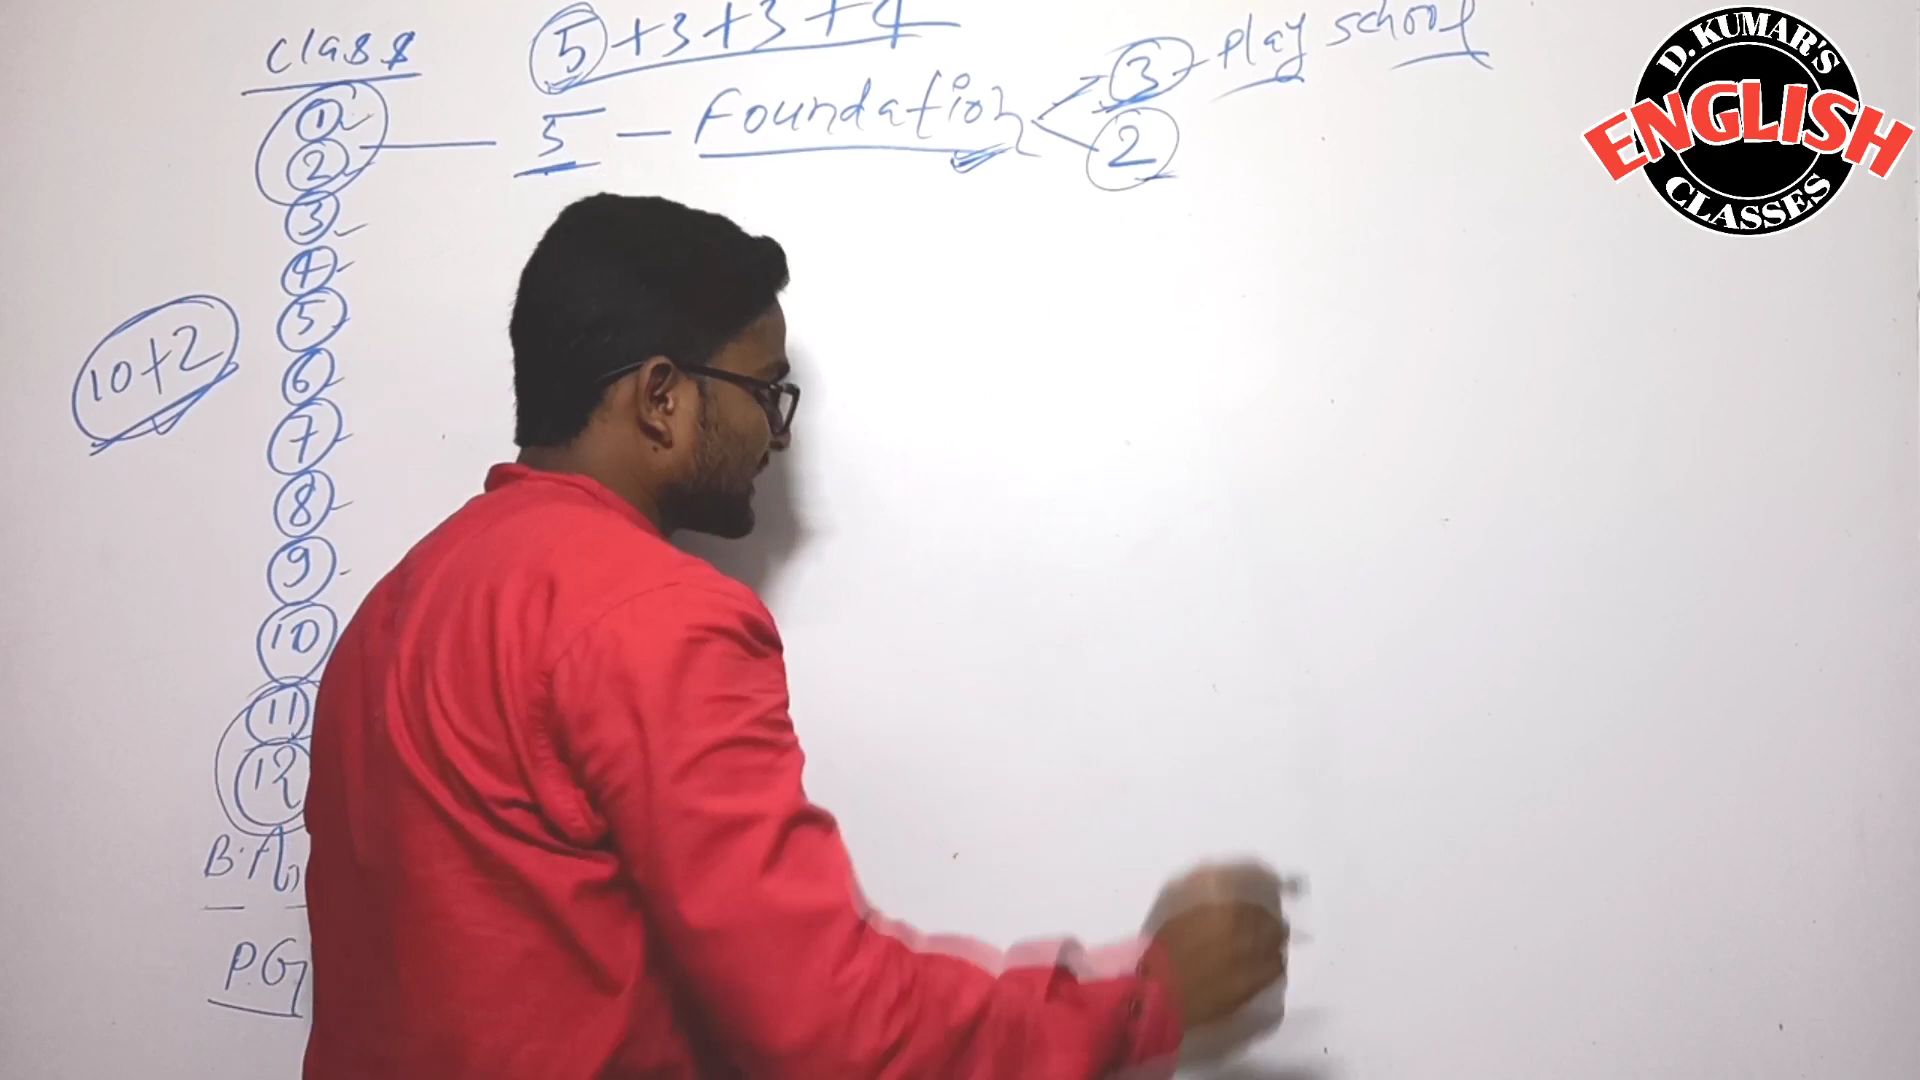 class 5+3+3+4
1 — 5 — Foundation 3 - Play school
2 2
3
4
10+2 5
6
7
8
9
10
11
12
B.A
P.G
D. KUMAR'S
ENGLISH
CLASSES